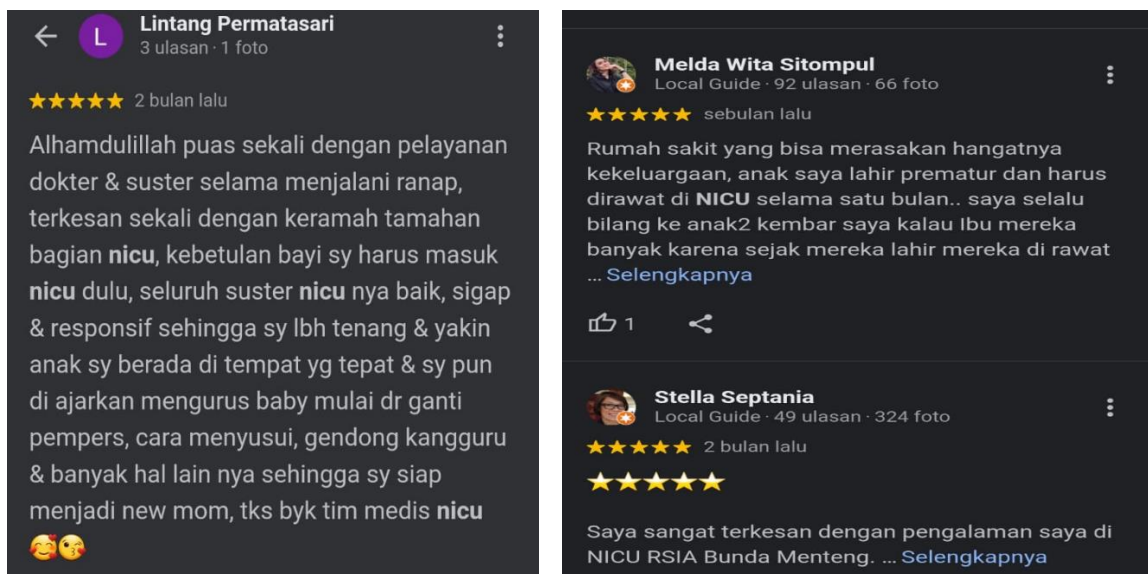 Lintang Permatasari
L
3 ulasan · 1 foto
2 bulan lalu
Alhamdulillah puas sekali dengan pelayanan
dokter & suster selama menjalani ranap,
terkesan sekali dengan keramah tamahan
bagian nicu, kebetulan bayi sy harus masuk
nicu dulu, seluruh suster nicu nya baik, sigap
& responsif sehingga sy lbh tenang & yakin
anak sy berada di tempat yg tepat & sy pun
di ajarkan mengurus baby mulai dr ganti
pempers, cara menyusui, gendong kangguru
& banyak hal lain nya sehingga sy siap
menjadi new mom, tks byk tim medis nicu
🥰😘
Melda Wita Sitompul
Local Guide · 92 ulasan · 66 foto
sebulan lalu
Rumah sakit yang bisa merasakan hangatnya
kekeluargaan, anak saya lahir prematur dan harus
dirawat di NICU selama satu bulan.. saya selalu
bilang ke anak2 kembar saya kalau Ibu mereka
banyak karena sejak mereka lahir mereka di rawat
... Selengkapnya
1
Stella Septania
Local Guide · 49 ulasan · 324 foto
2 bulan lalu
Saya sangat terkesan dengan pengalaman saya di
NICU RSIA Bunda Menteng. ... Selengkapnya